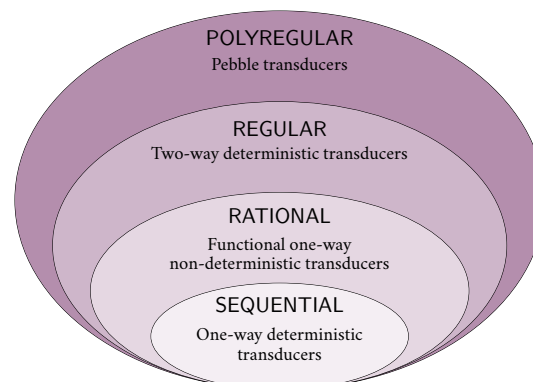 POLYREGULAR
Pebble transducers
REGULAR
Two-way deterministic transducers
RATIONAL
Functional one-way
non-deterministic transducers
SEQUENTIAL
One-way deterministic
transducers